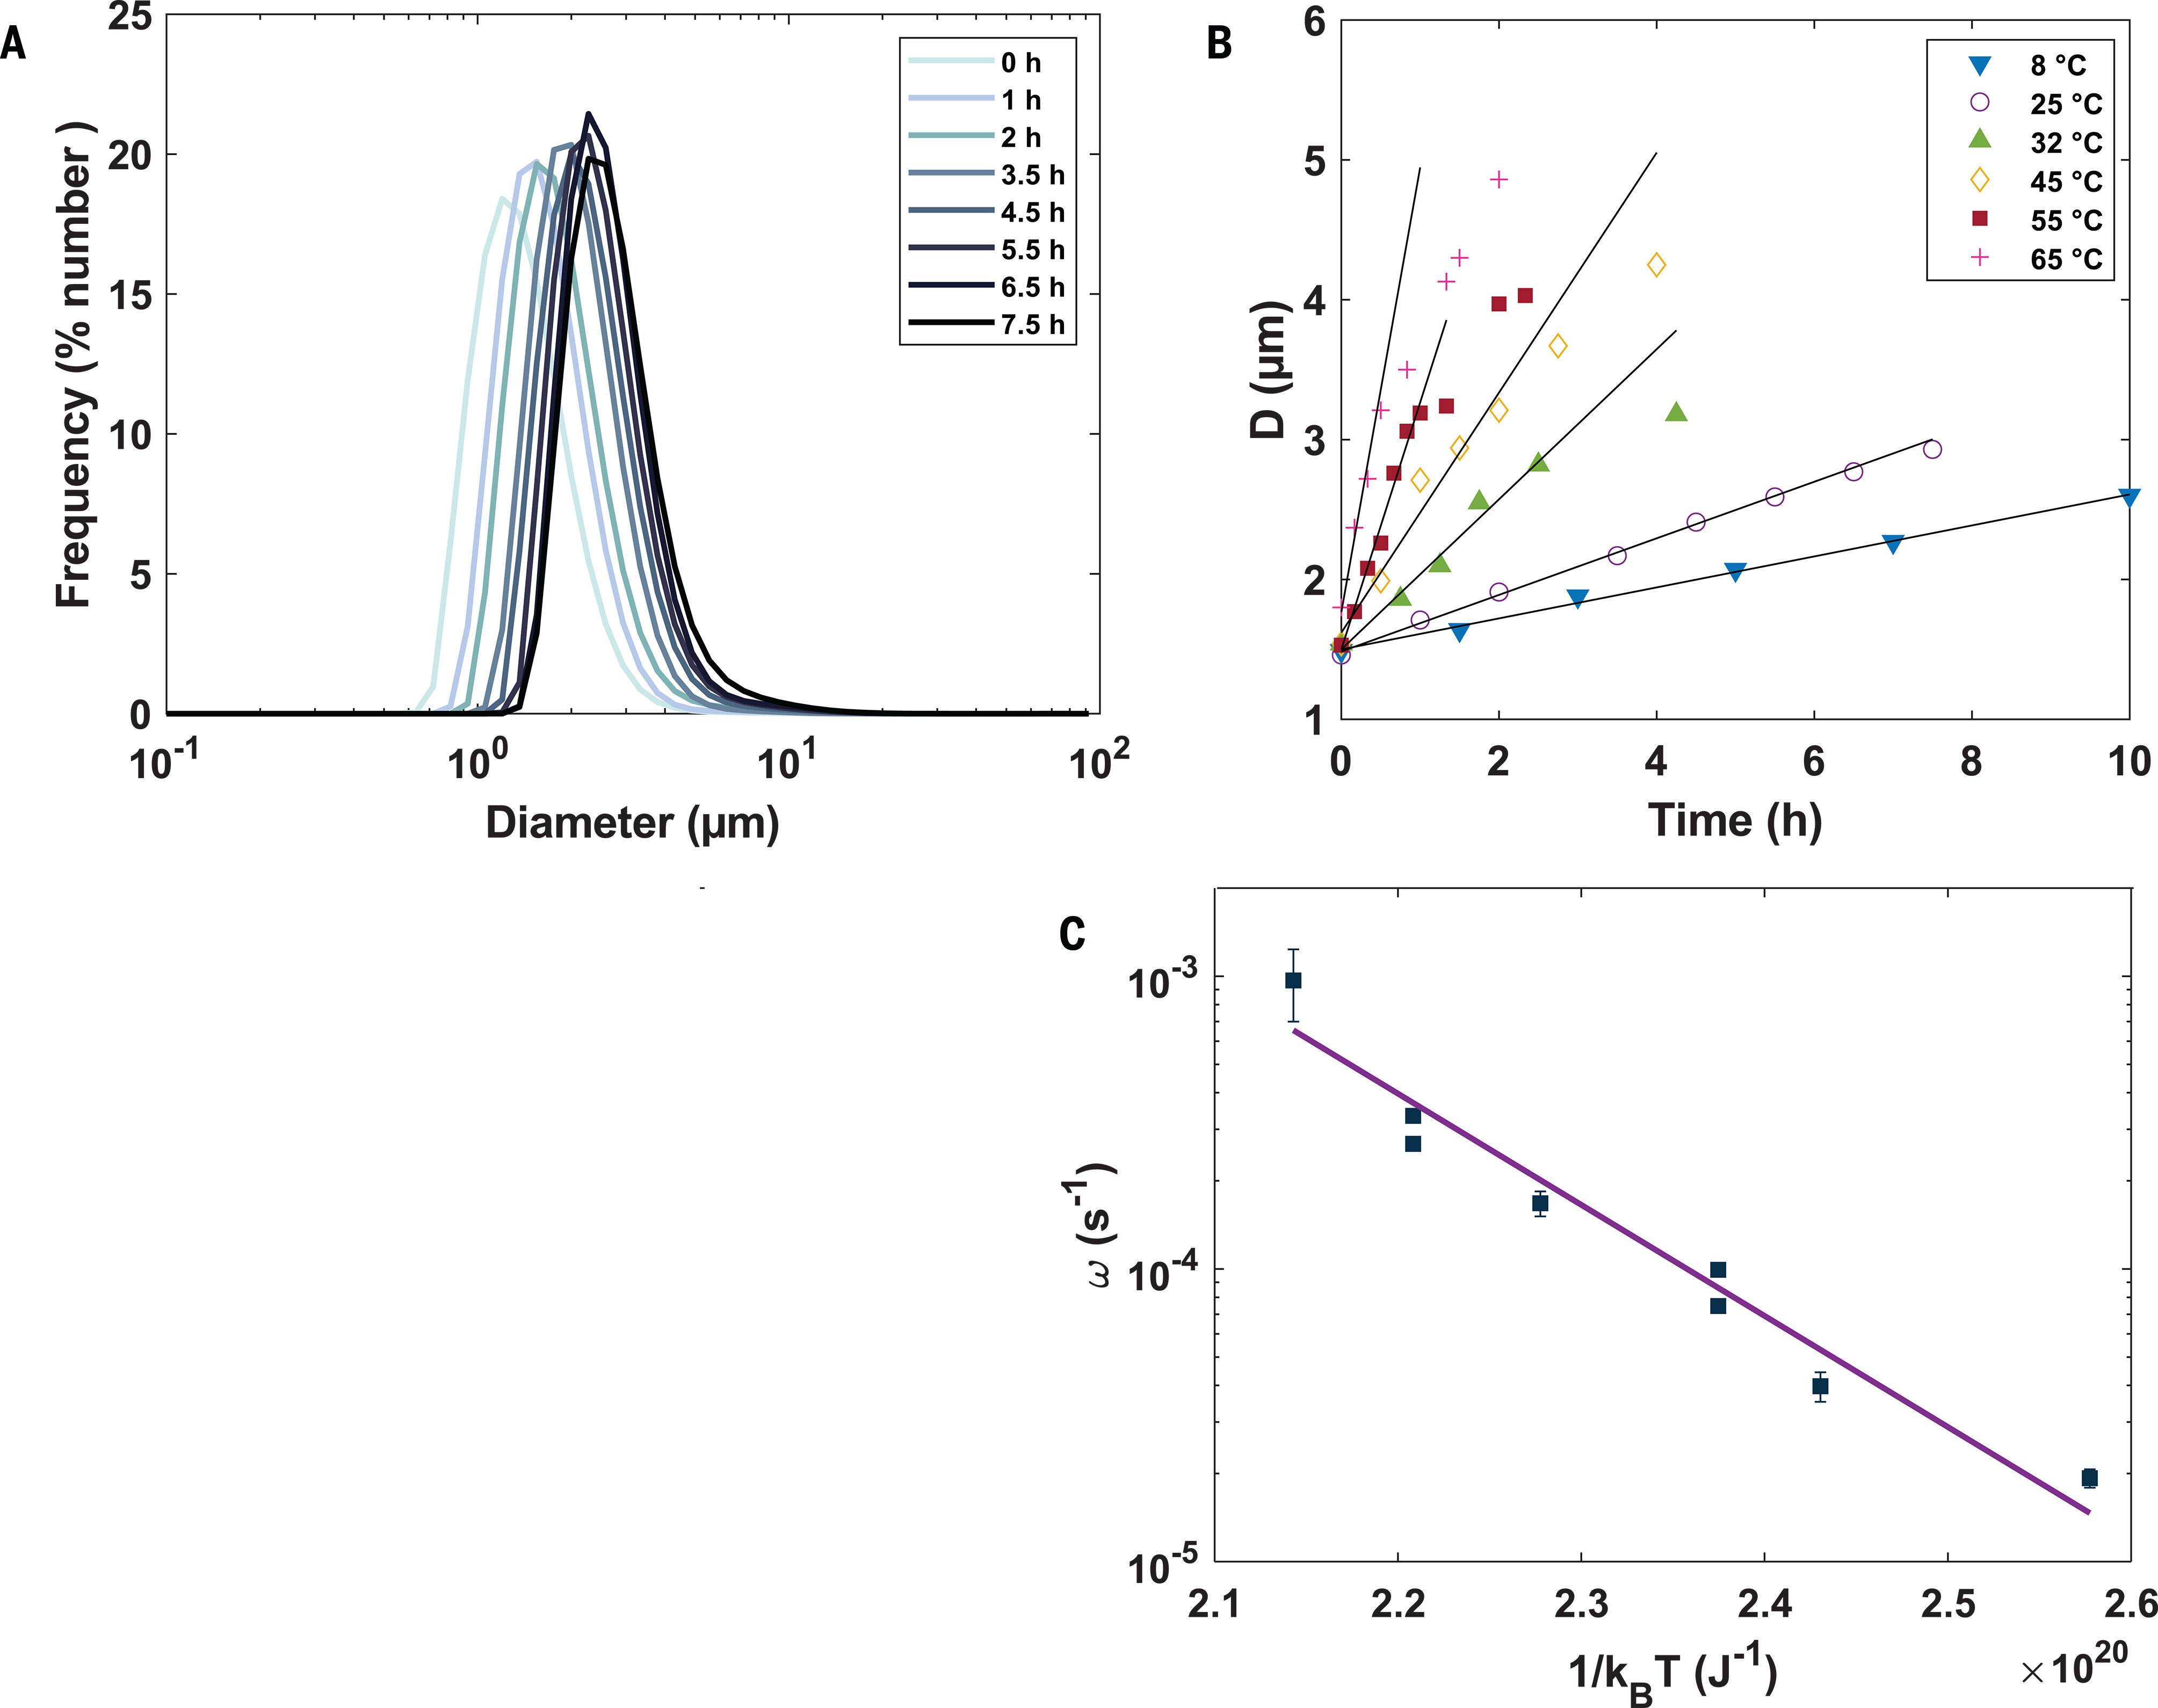 A
25
20
15
10
5
0
Frequency (% number )
10-1
100
101
102
Diameter (µm)
0 h
1 h
2 h
3.5 h
4.5 h
5.5 h
6.5 h
7.5 h
B
6
5
4
3
2
1
D (µm)
0
2
4
6
8
10
Time (h)
8 °C
25 °C
32 °C
45 °C
55 °C
65 °C
C
10-3
10-4
10-5
ω (s-1)
2.1
2.2
2.3
2.4
2.5
2.6
1/kBT (J-1)
×1020